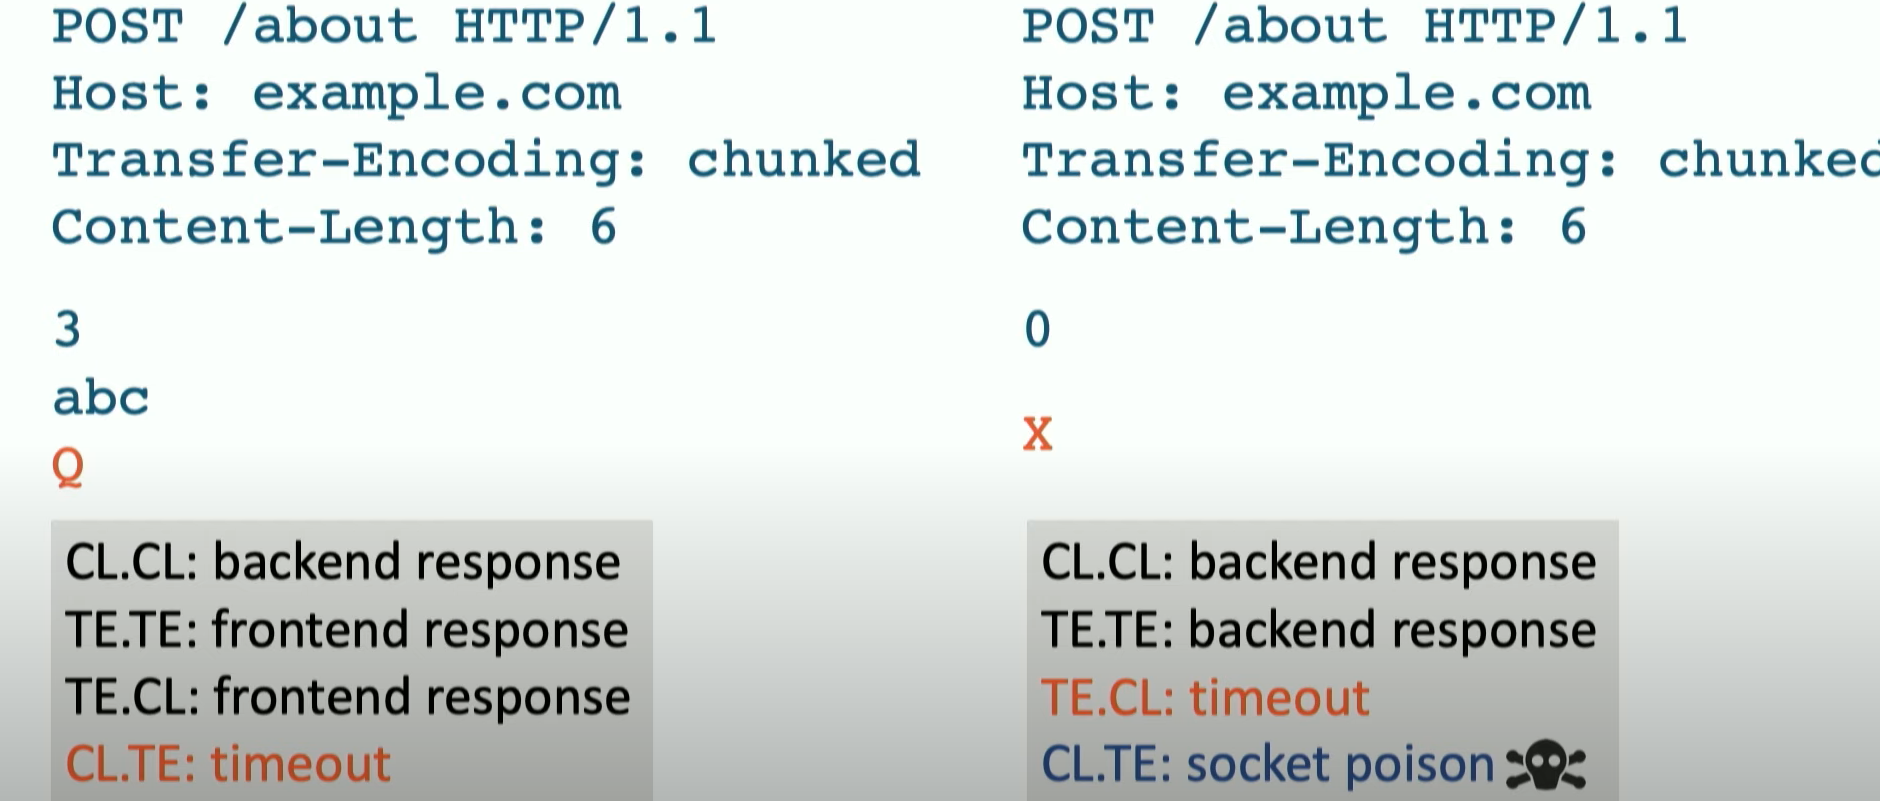 POST /about HTTP/1.1
Host: example.com
Transfer-Encoding: chunked
Content-Length: 6
3
abc
Q
CL.CL: backend response
TE.TE: frontend response
TE.CL: frontend response
CL.TE: timeout
POST /about HTTP/1.1
Host: example.com
Transfer-Encoding: chunked
Content-Length: 6
0
X
CL.CL: backend response
TE.TE: backend response
TE.CL: timeout
CL.TE: socket poison